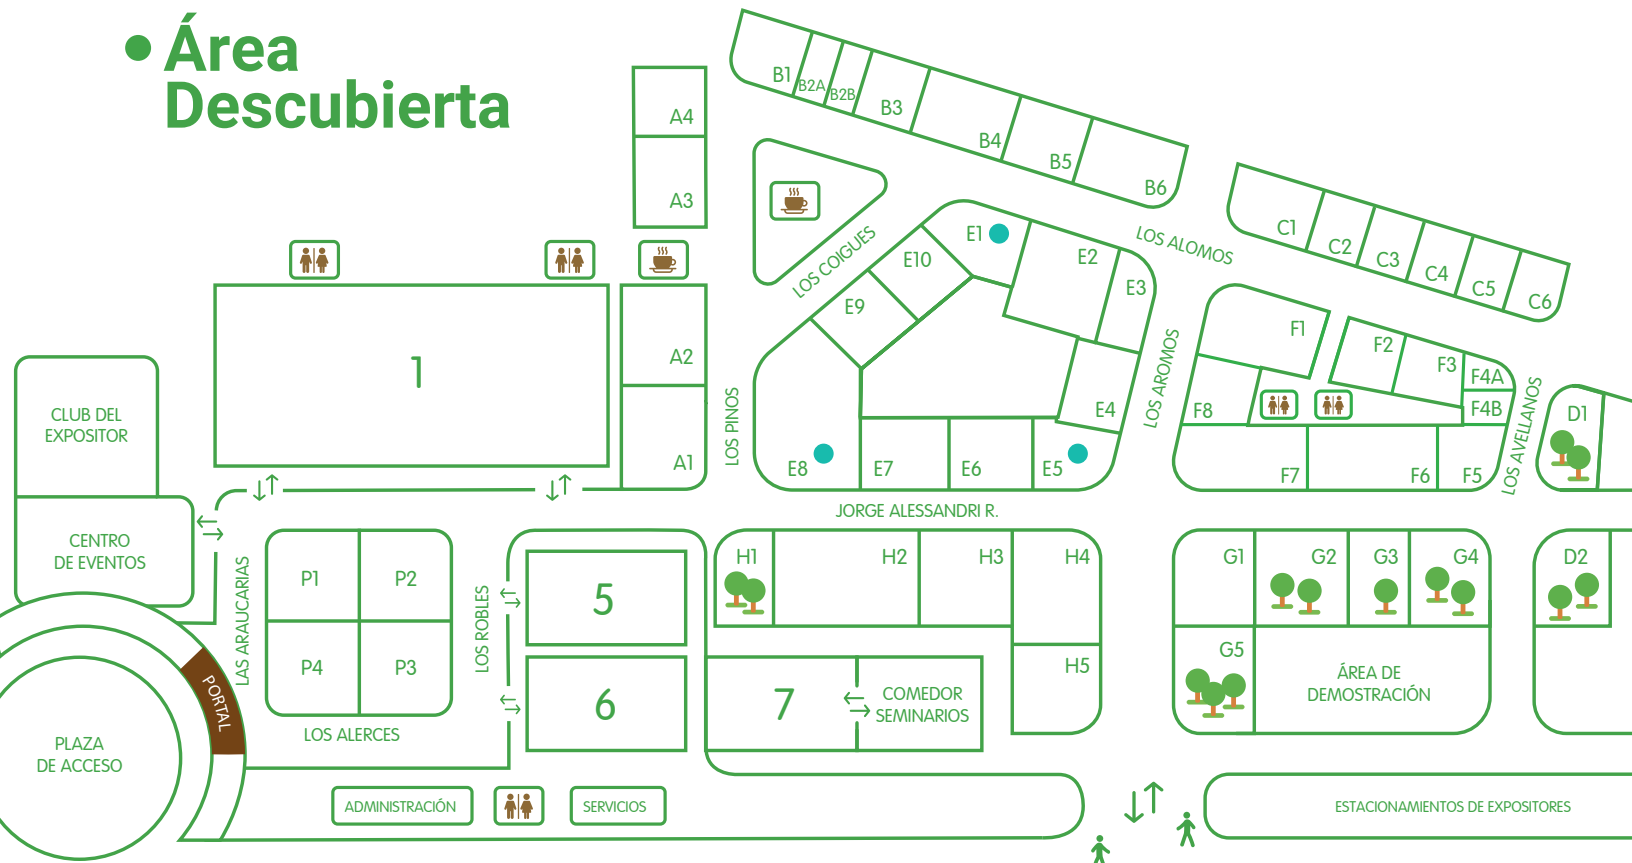 Área
Descubierta
B1
B2A
B2B
B3
B4
B5
B6
A4
A3
A2
A1
1
C1
C2
C3
C4
C5
C6
LOS COIGUES
LOS ALOMOS
LOS PINOS
LOS AROMOS
LOS AVELLANOS
E1
E2
E3
E10
E9
E4
E8
E7
E6
E5
F1
F2
F3
F4A
F4B
F8
F7
F6
F5
D1
CLUB DEL
EXPOSITOR
CENTRO
DE EVENTOS
JORGE ALESSANDRI R.
LAS ARAUCARIAS
P1
P2
P4
P3
LOS ROBLES
5
6
7
H1
H2
H3
H4
H5
COMEDOR
SEMINARIOS
G1
G2
G3
G4
G5
ÁREA DE
DEMOSTRACIÓN
D2
PORTAL
LOS ALERCES
PLAZA
DE ACCESO
ADMINISTRACIÓN
SERVICIOS
ESTACIONAMIENTOS DE EXPOSITORES